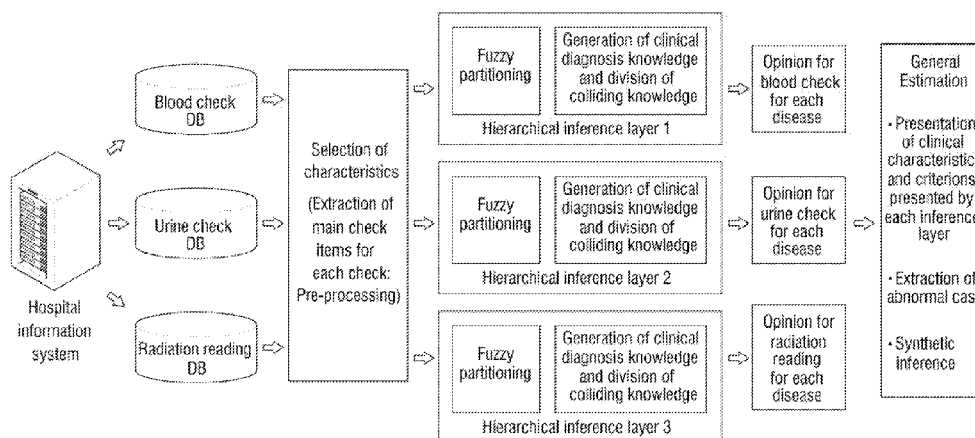 Hospital
information
system
Blood check
DB
Urine check
DB
Radiation reading
DB
Selection of
characteristics
(Extraction of
main check
items for
each check:
Pre-processing)
Fuzzy
partitioning
Generation of clinical
diagnosis knowledge
and division of
colliding knowledge
Hierarchical inference layer 1
Fuzzy
partitioning
Generation of clinical
diagnosis knowledge
and division of
colliding knowledge
Hierarchical inference layer 2
Fuzzy
partitioning
Generation of clinical
diagnosis knowledge
and division of
colliding knowledge
Hierarchical inference layer 3
Opinion for
blood check
for each
disease
Opinion for
urine check
for each
disease
Opinion for
radiation
reading
for each
disease
General
Estimation
• Presentation
of clinical
characteristic
and criterions
presented by
each inference
layer
• Extraction of
abnormal case
• Synthetic
inference